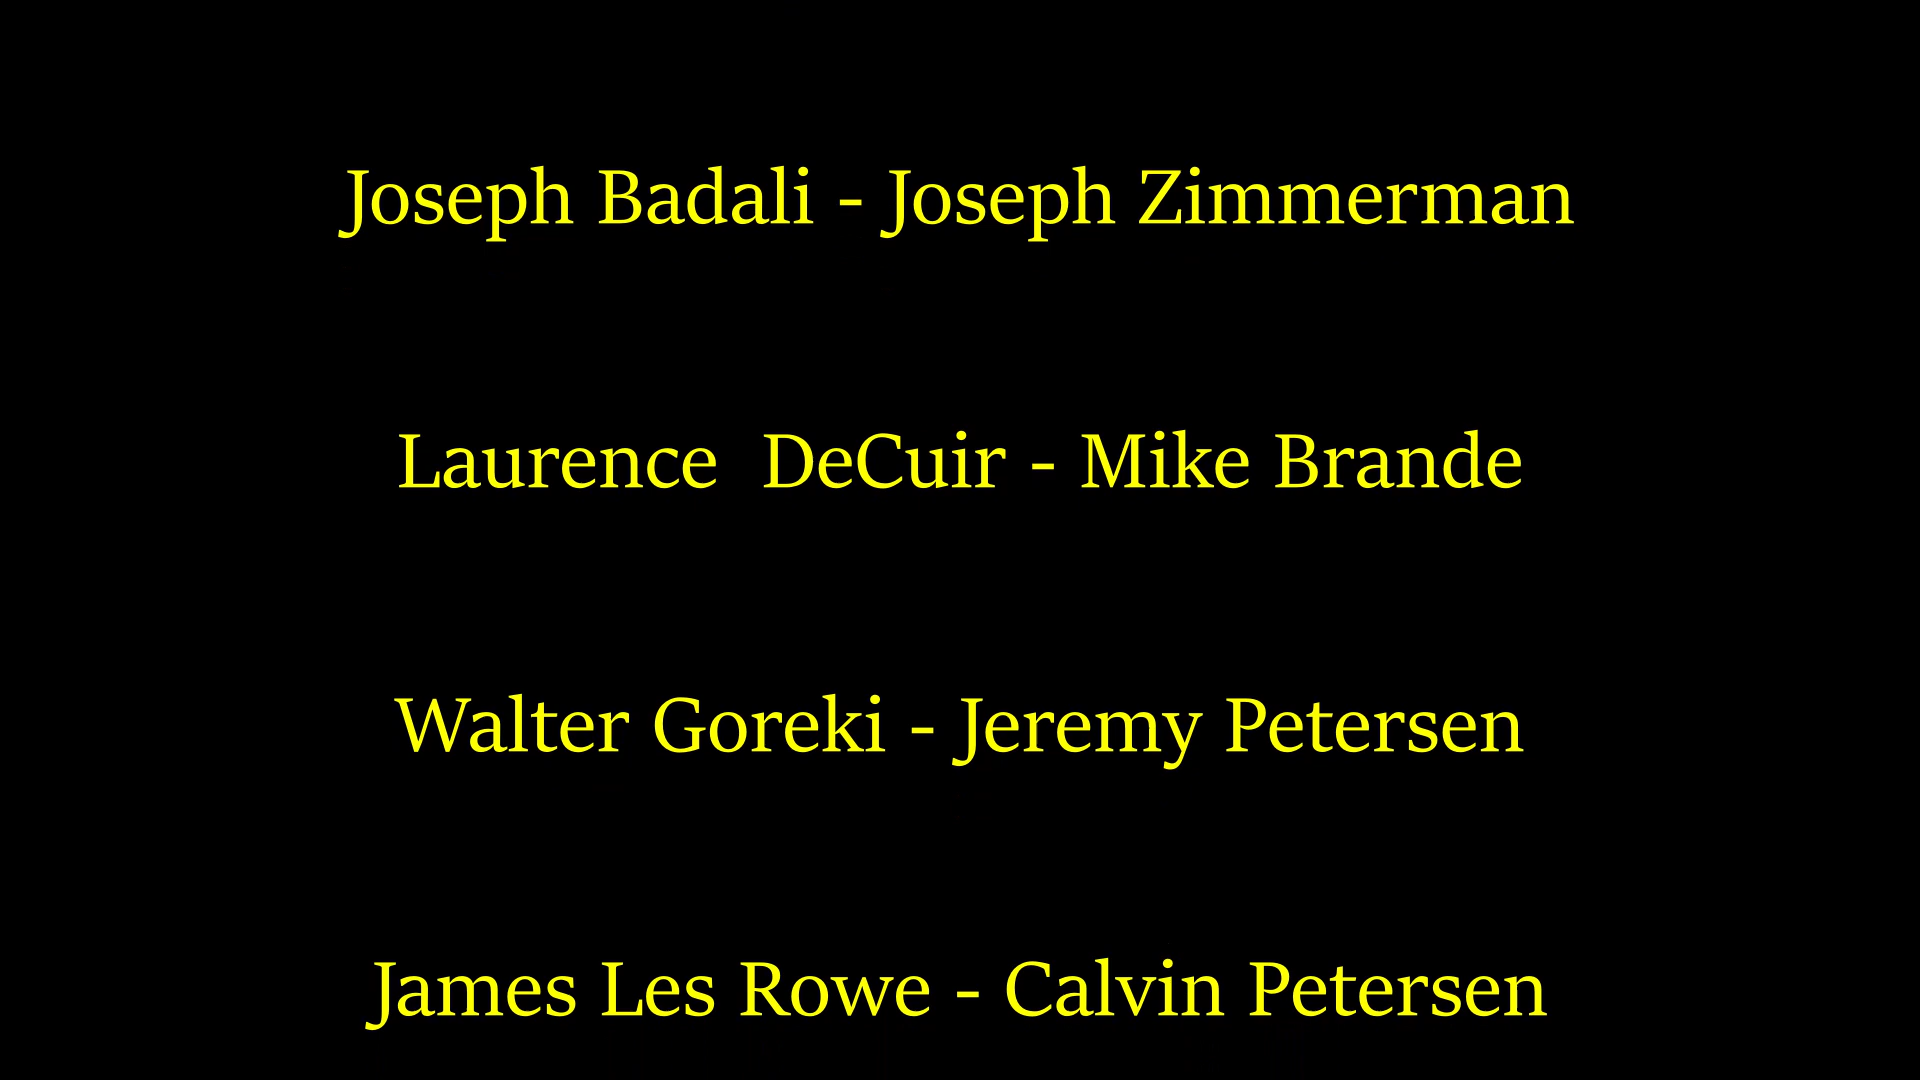 Joseph Badali - Joseph Zimmerman
Laurence  DeCuir - Mike Brande
Walter Goreki - Jeremy Petersen
James Les Rowe - Calvin Petersen